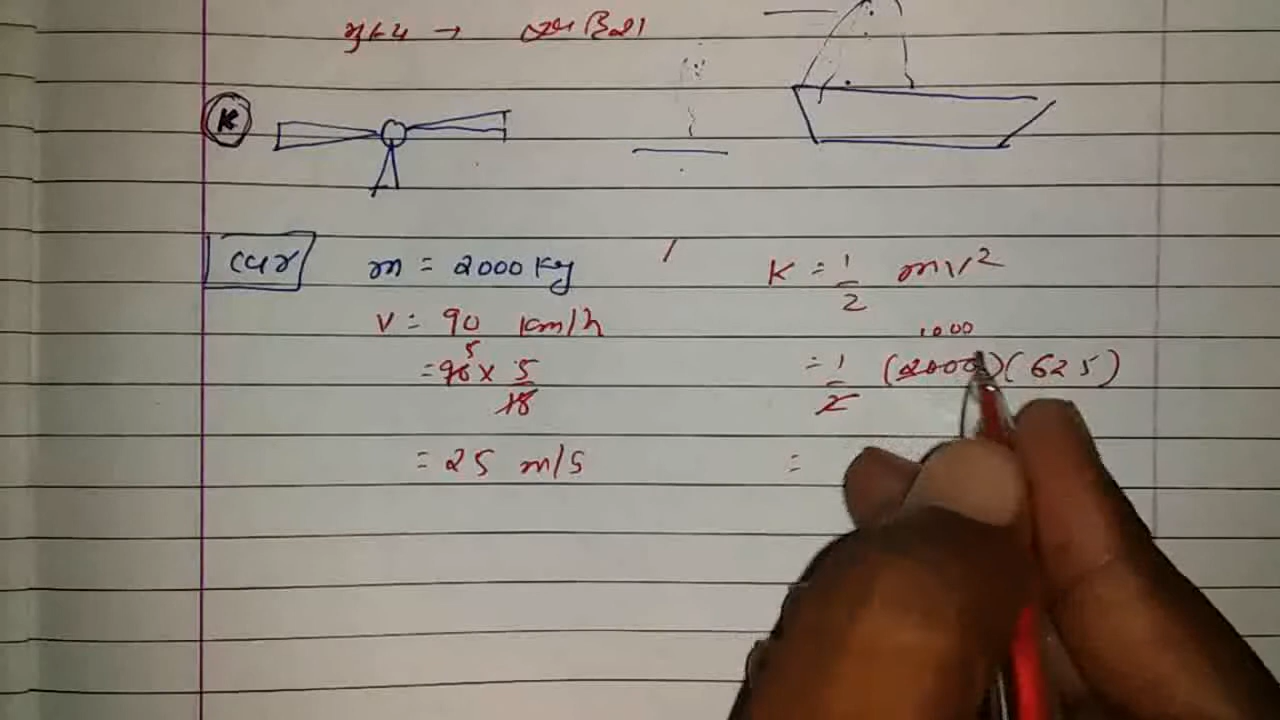 K
car
m = 2000 Kg
V = 90 km/h
5
= 90 x 5/18
= 25 m/s
K = 1/2 mv²
1000
= 1/2 (2000)(625)
=